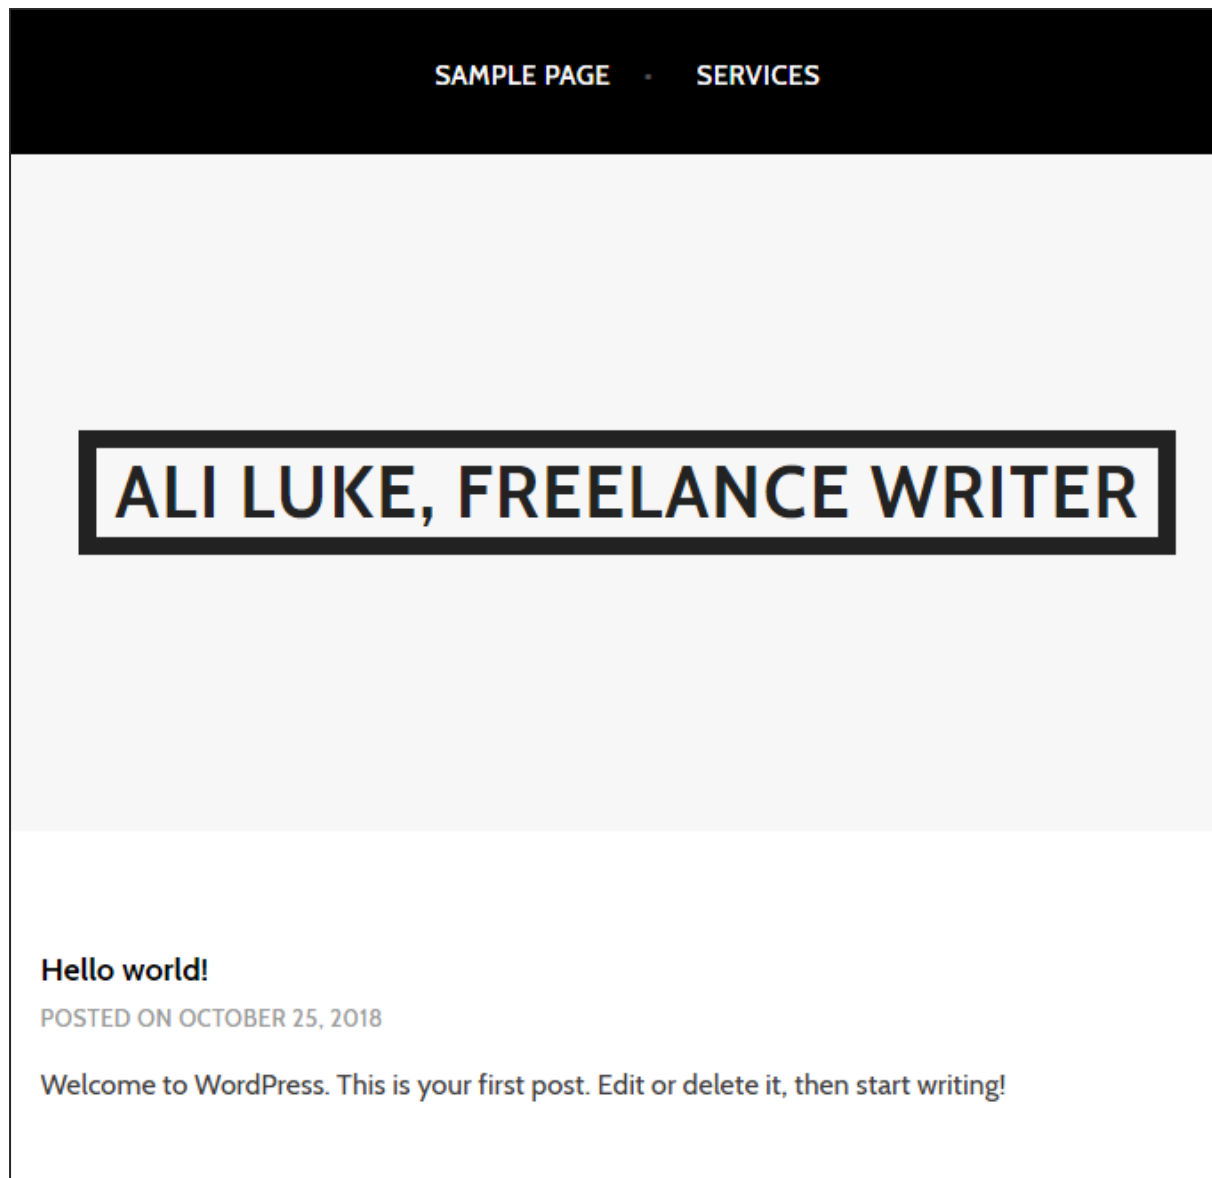 SAMPLE PAGE SERVICES
ALI LUKE, FREELANCE WRITER
Hello world!
POSTED ON OCTOBER 25, 2018
Welcome to WordPress. This is your first post. Edit or delete it, then start writing!